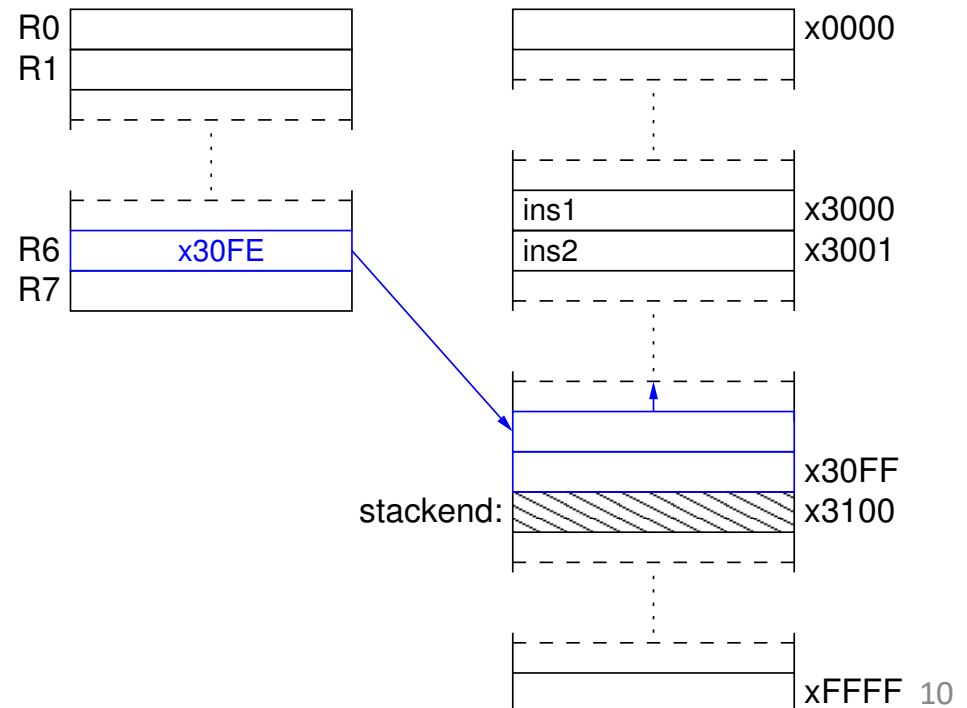 R0 x0000
R1
ins1 x3000
R6 x30FE ins2 x3001
R7
x30FF
stackend: x3100
xFFFF 10